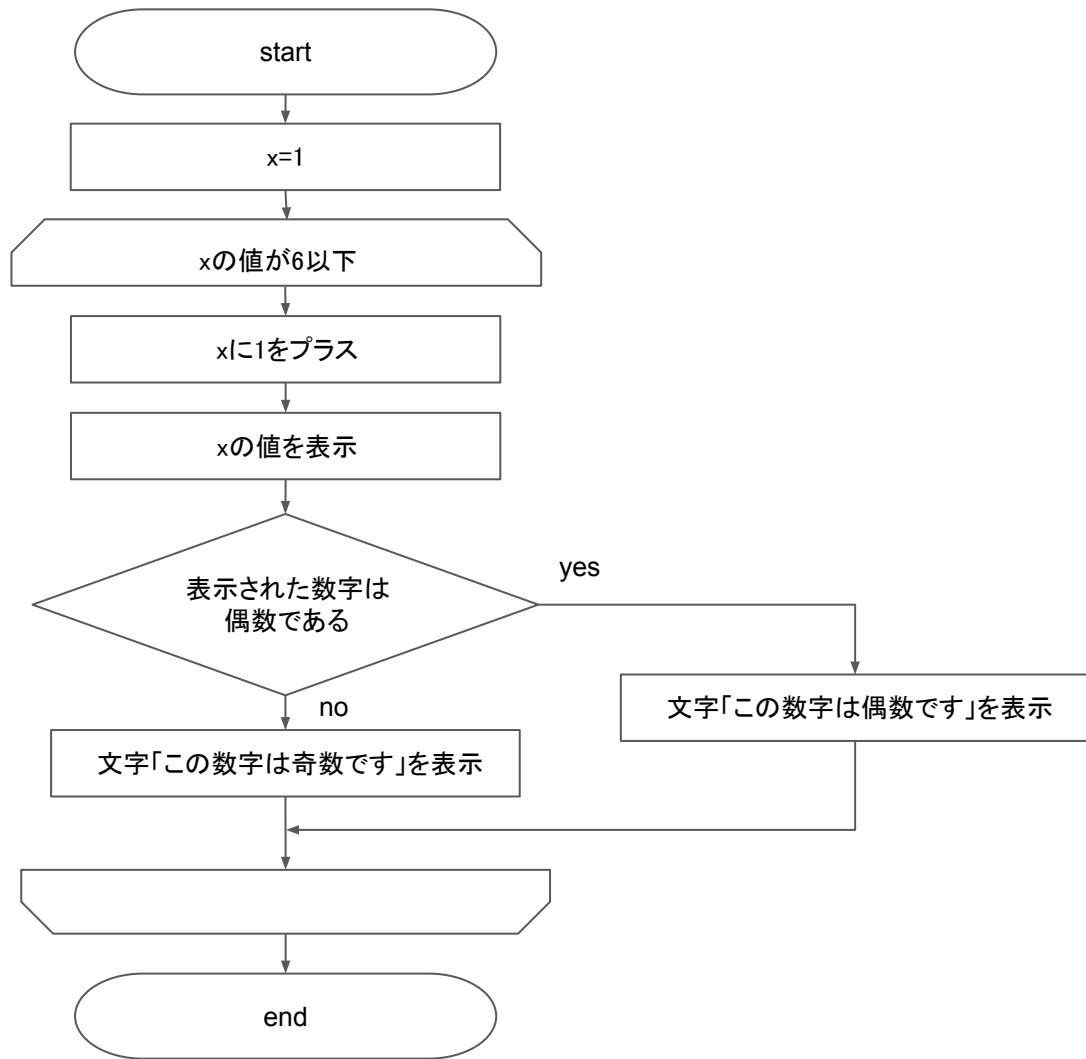 start
x=1
xの値が6以下
xに1をプラス
xの値を表示
表示された数字は
偶数である
yes
no
文字｢この数字は偶数です｣を表示
文字｢この数字は奇数です｣を表示
end